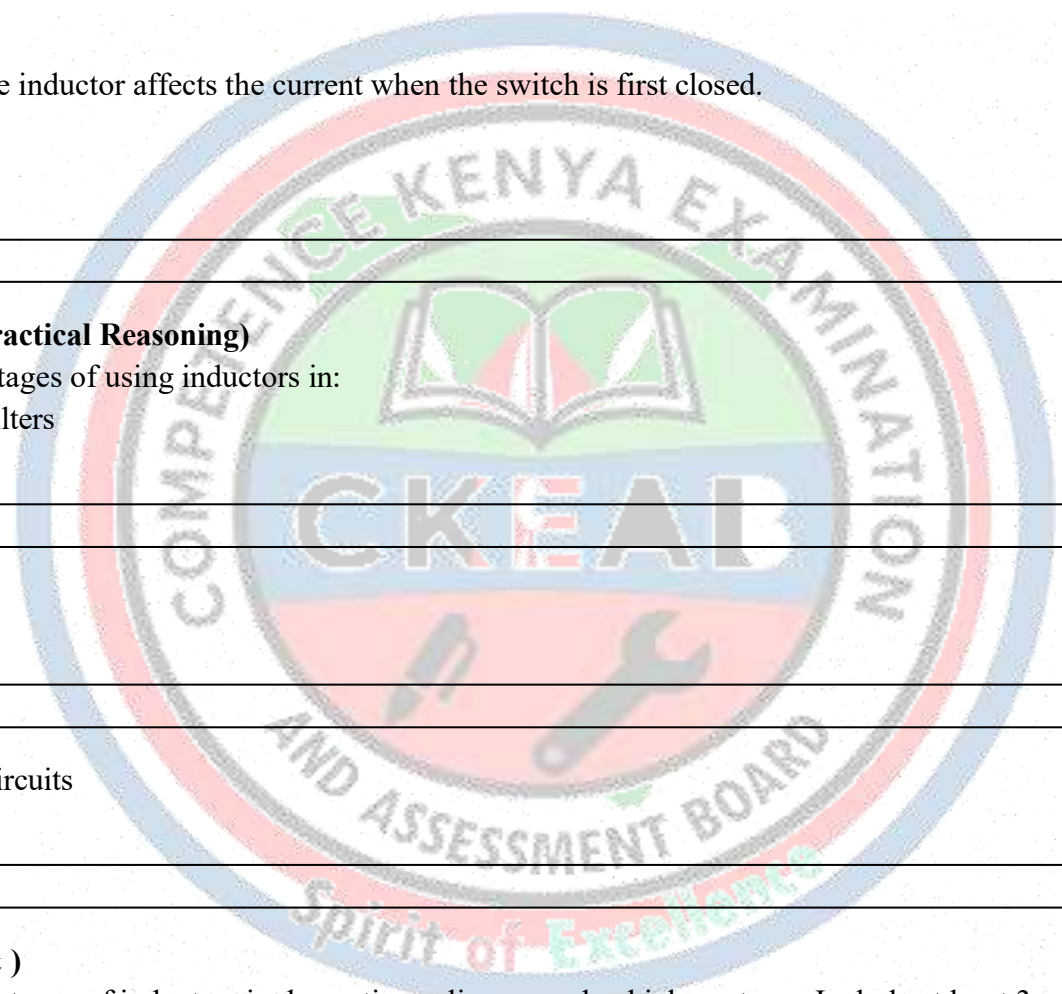 e inductor affects the current when the switch is first closed.
COMPETENCE KENYA EXAMINATION
ractical Reasoning)
tages of using inductors in:
lters
CKEAB
ircuits
AND ASSESSMENT BOARD
Spirit of Excellence
)